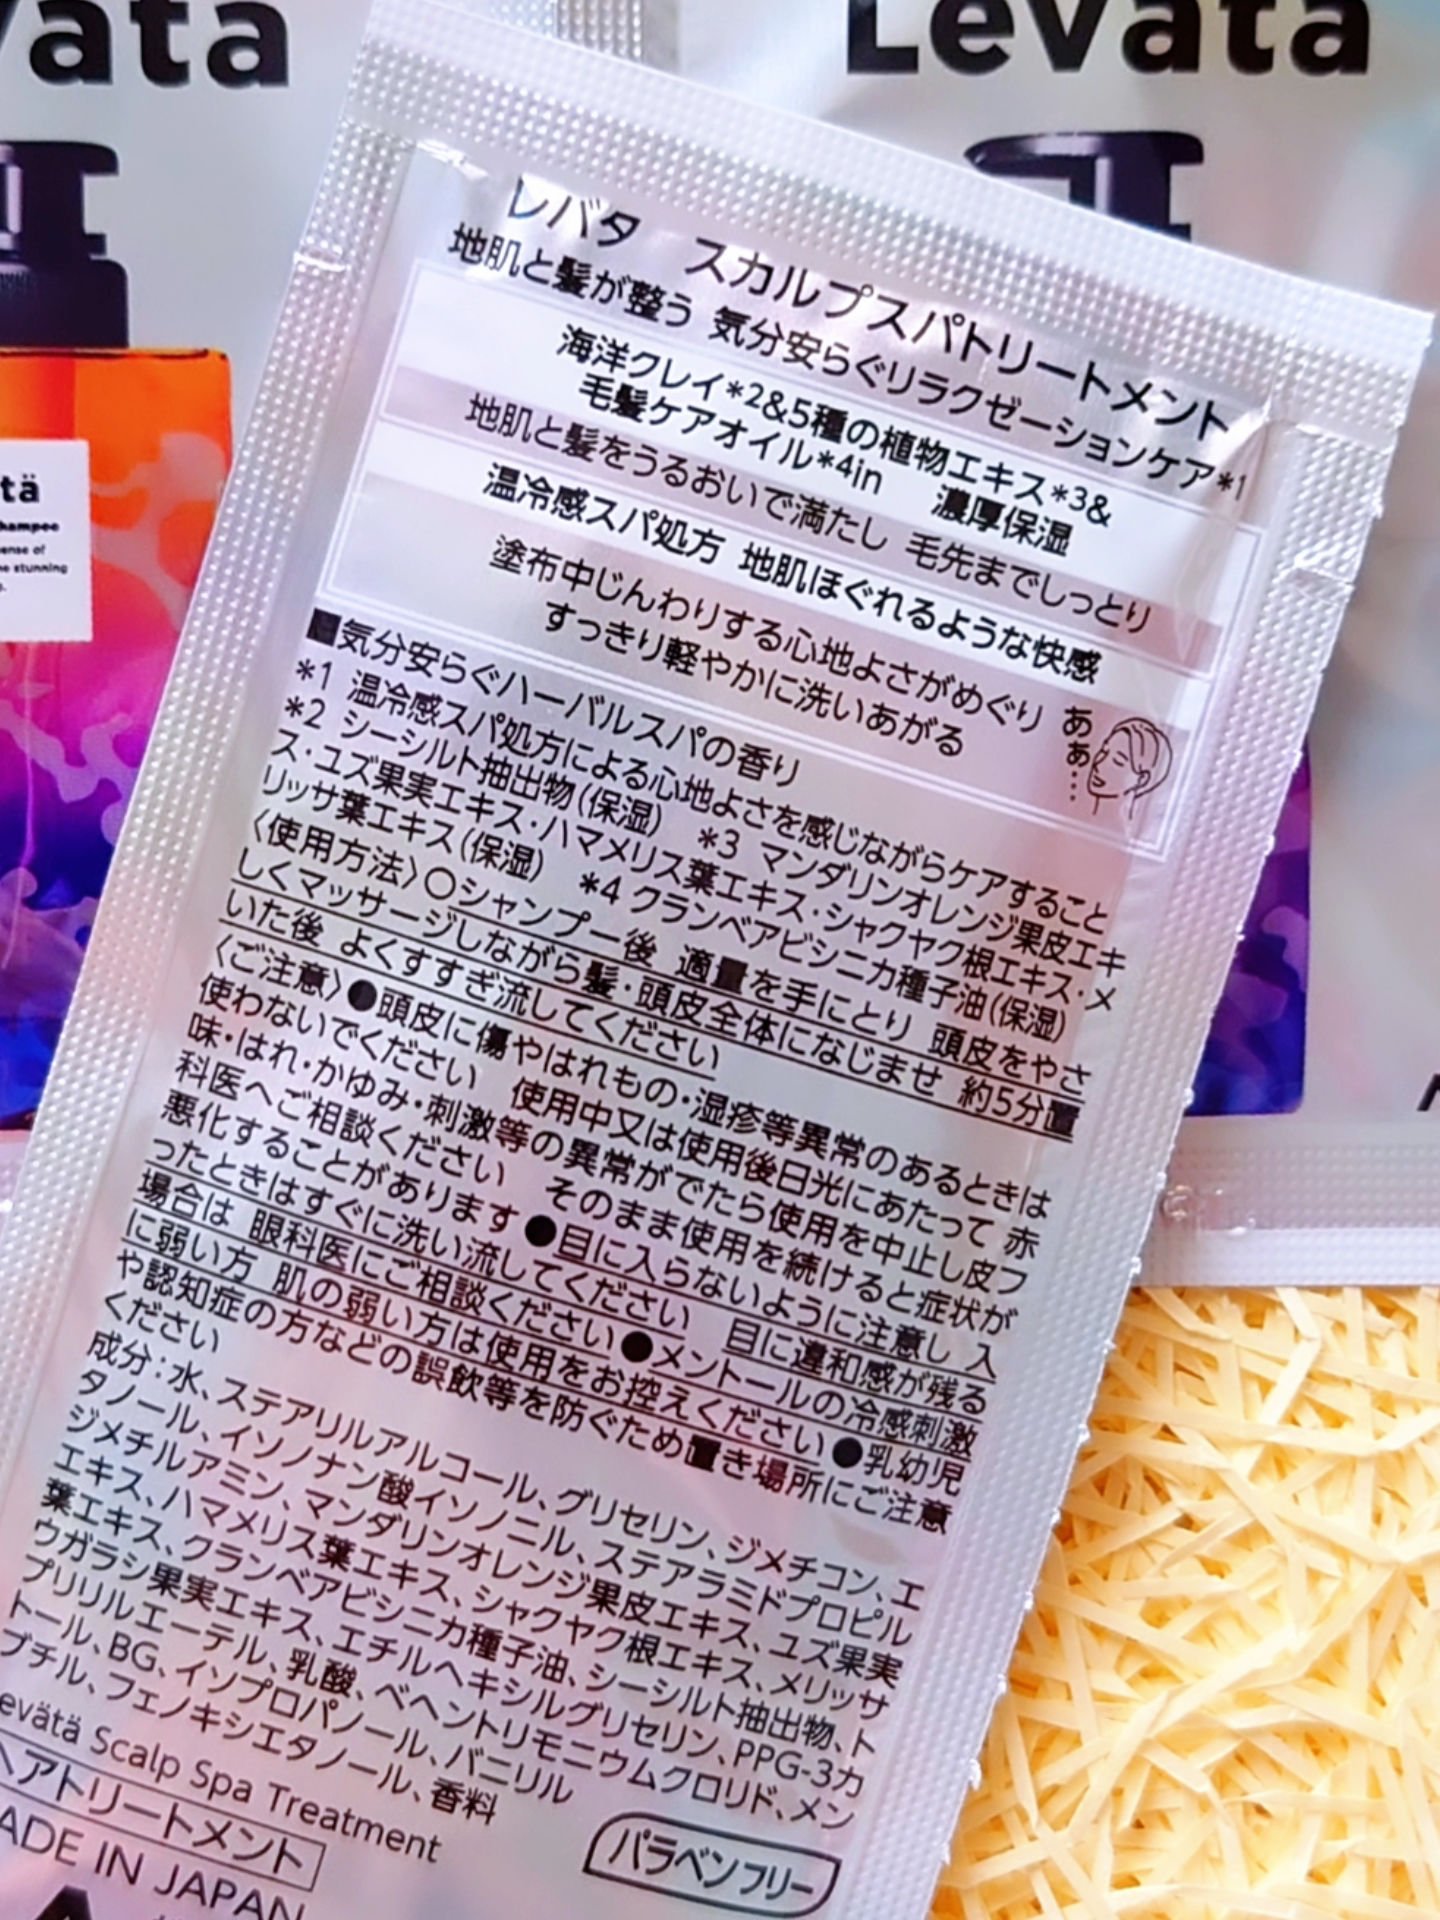 vata
Levata
tä
hampoo
ense of
e stunning
レバタ スカルプスパトリートメント
地肌と髪が整う 気分安らぐリラクゼーションケア*1
海洋クレイ*2&5種の植物エキス*3&
毛髪ケアオイル*4in 濃厚保湿
地肌と髪をうるおいで満たし 毛先までしっとり
温冷感スパ処方 地肌ほぐれるような快感
塗布中じんわりする心地よさがめぐり
すっきり軽やかに洗いあがる
あぁ…
■気分安らぐハーバルスパの香り
*1 温冷感スパ処方による心地よさを感じながらケアすること
*2 シーシルト抽出物(保湿) *3 マンダリンオレンジ果皮エキ
ス・ユズ果実エキス・ハマメリス葉エキス・シャクヤク根エキス・メ
リッサ葉エキス(保湿) *4 クランベアビシニカ種子油(保湿)
〈使用方法〉○シャンプー後 適量を手にとり 頭皮をやさ
しくマッサージしながら髪・頭皮全体になじませ 約5分置
いた後 よくすすぎ流してください
〈ご注意〉●頭皮に傷やはれもの・湿疹等異常のあるときは
使わないでください 使用中又は使用後日光にあたって 赤
味・はれ・かゆみ・刺激等の異常がでたら使用を中止し皮フ
科医へご相談ください そのまま使用を続けると症状が
悪化することがあります●目に入らないように注意し 入
ったときはすぐに洗い流してください 目に違和感が残る
場合は 眼科医にご相談ください●メントールの冷感刺激
に弱い方 肌の弱い方は使用をお控えください●乳幼児
や認知症の方などの誤飲等を防ぐため置き場所にご注意
ください
成分:水、ステアリルアルコール、グリセリン、ジメチコン、エ
タノール、イソノナン酸イソノニル、ステアラミドプロピル
ジメチルアミン、マンダリンオレンジ果皮エキス、ユズ果実
エキス、ハマメリス葉エキス、シャクヤク根エキス、メリッサ
葉エキス、クランベアビシニカ種子油、シーシルト抽出物、ト
ウガラシ果実エキス、エチルヘキシルグリセリン、PPG-3カ
プリリルエーテル、乳酸、ベヘントリモニウムクロリド、メン
トール、BG、イソプロパノール、バニリル
ブチル、フェノキシエタノール、香料
evätä Scalp Spa Treatment
ヘアトリートメント
ADE IN JAPAN
パラベンフリー